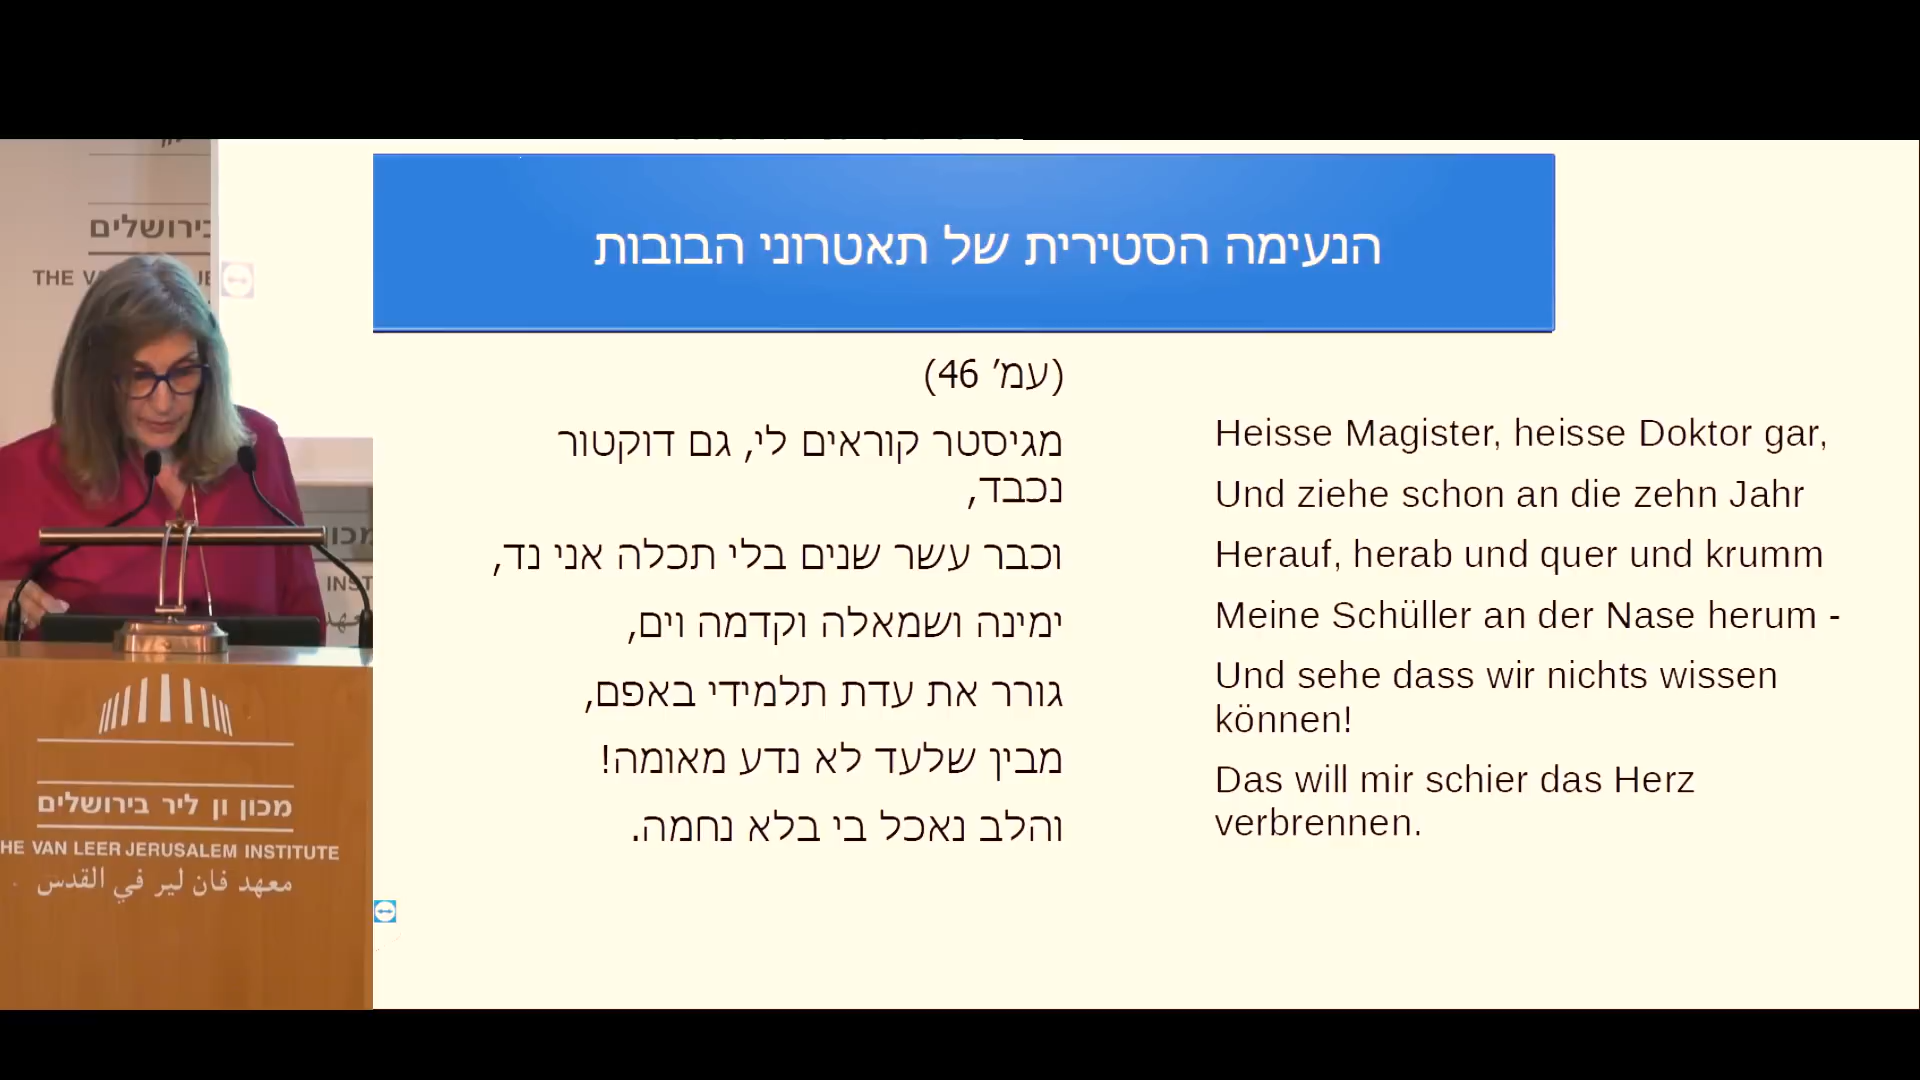 בירושלים
הנעימה הסטירית של תאטרוני הבובות
(עמ' 46)
מגיסטר קוראים לי, גם דוקטור
נכבד,
וכבר עשר שנים בלי תכלה אני נד,
ימינה ושמאלה וקדמה וים,
גורר את עדת תלמידי באפם,
מבין שלעד לא נדע מאומה!
והלב נאכל בי בלא נחמה.
Heisse Magister, heisse Doktor gar,
Und ziehe schon an die zehn Jahr
Herauf, herab und quer und krumm
Meine Schüller an der Nase herum -
Und sehe dass wir nichts wissen
können!
Das will mir schier das Herz
verbrennen.
מכון ון ליר בירושלים
THE VAN LEER JERUSALEM INSTITUTE
معهد فان لير في القدس